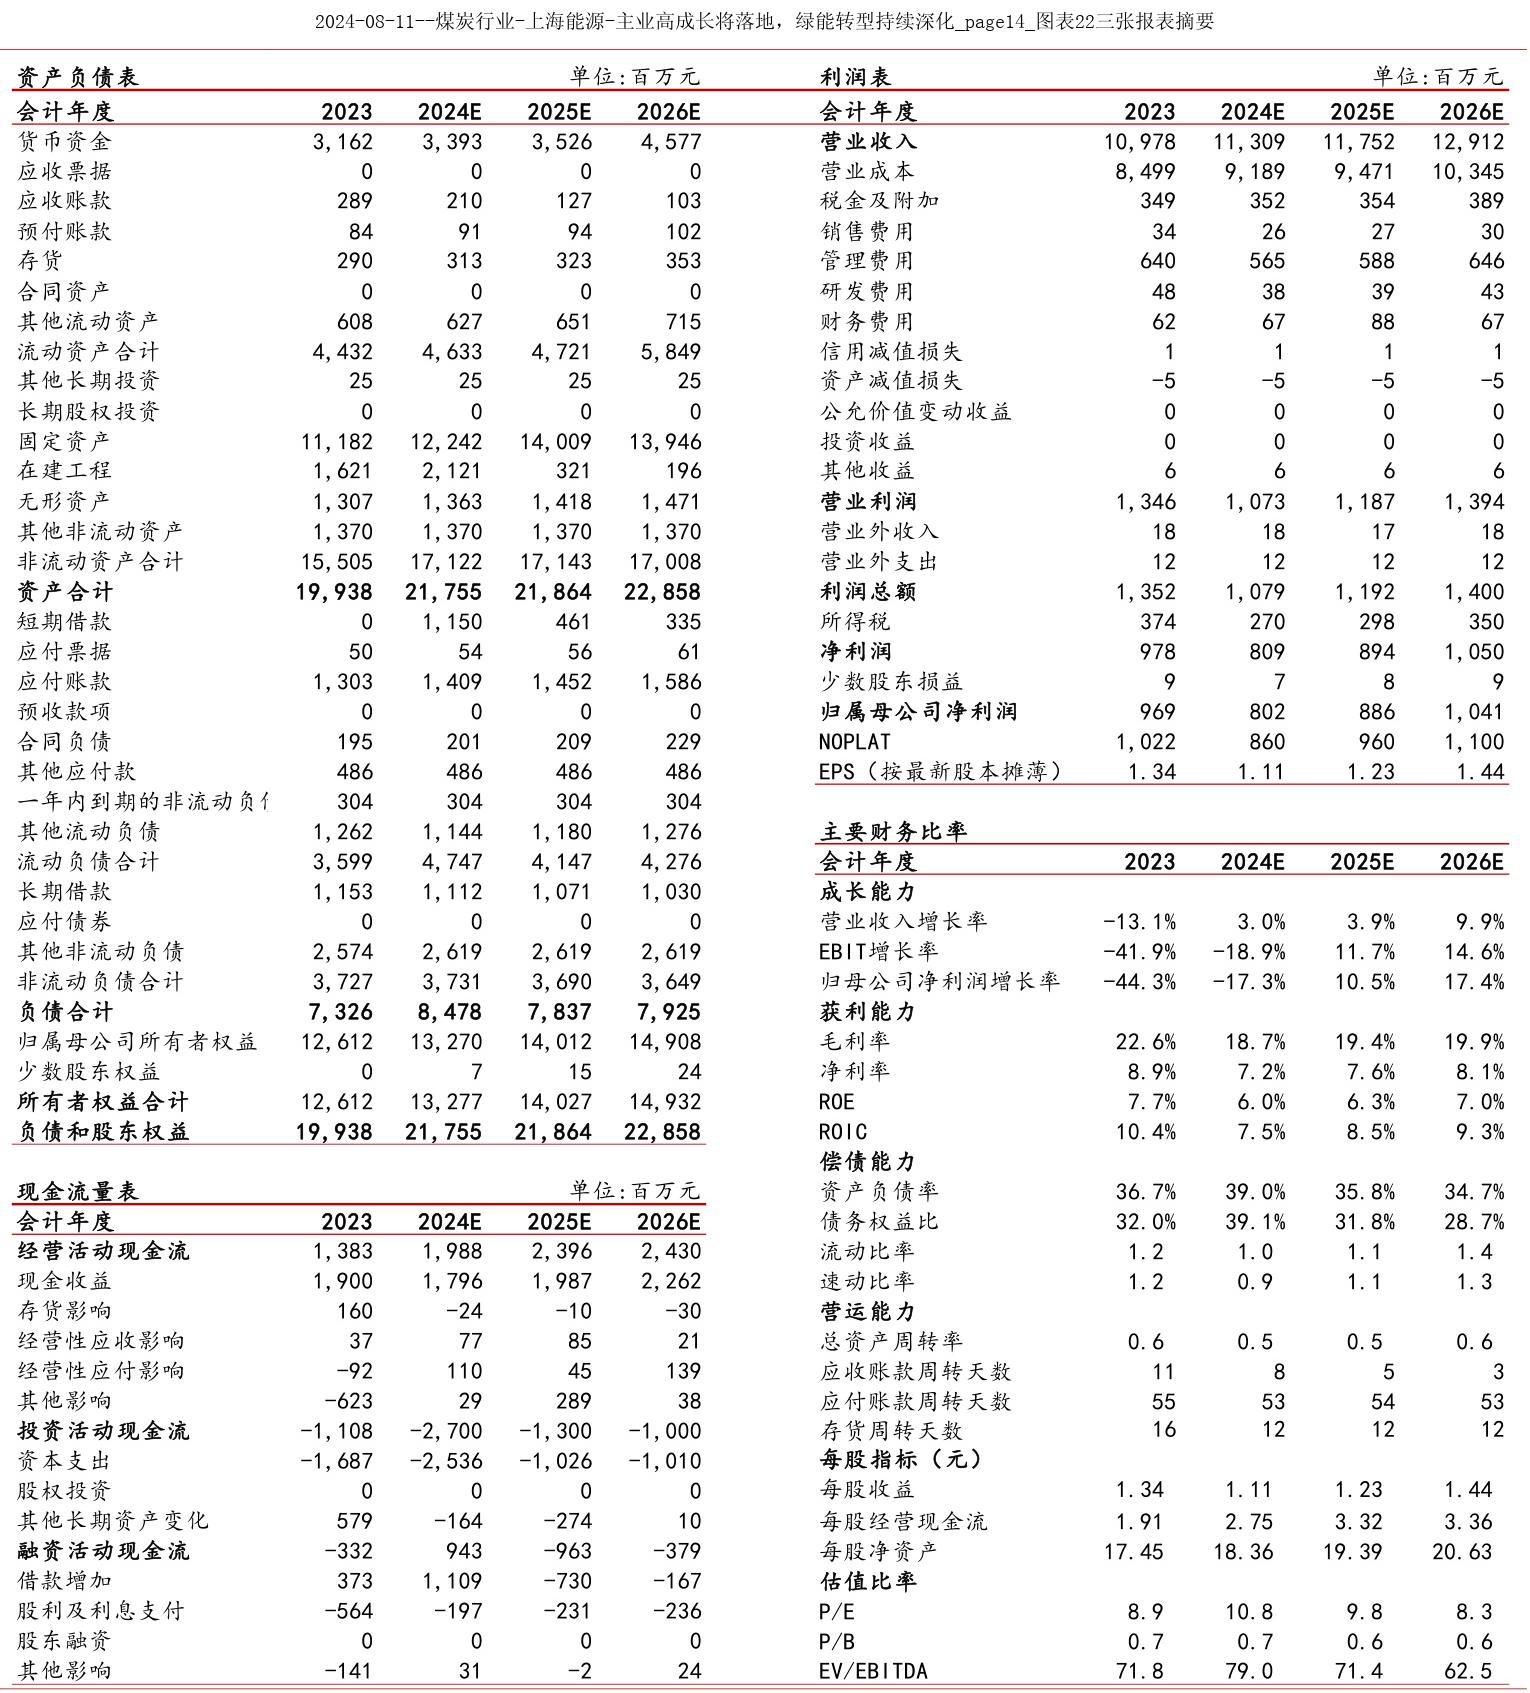 2024-08-11--煤炭行业-上海能源-主业高成长将落地，绿能转型持续深化_page14_图表22三张报表摘要
资产负债表 单位:百万元
会计年度 2023 2024E 2025E 2026E
货币资金 3,162 3,393 3,526 4,577
应收票据 0 0 0 0
应收账款 289 210 127 103
预付账款 84 91 94 102
存货 290 313 323 353
合同资产 0 0 0 0
其他流动资产 608 627 651 715
流动资产合计 4,432 4,633 4,721 5,849
其他长期投资 25 25 25 25
长期股权投资 0 0 0 0
固定资产 11,182 12,242 14,009 13,946
在建工程 1,621 2,121 321 196
无形资产 1,307 1,363 1,418 1,471
其他非流动资产 1,370 1,370 1,370 1,370
非流动资产合计 15,505 17,122 17,143 17,008
资产合计 19,938 21,755 21,864 22,858
短期借款 0 1,150 461 335
应付票据 50 54 56 61
应付账款 1,303 1,409 1,452 1,586
预收款项 0 0 0 0
合同负债 195 201 209 229
其他应付款 486 486 486 486
一年内到期的非流动负 304 304 304 304
其他流动负债 1,262 1,144 1,180 1,276
流动负债合计 3,599 4,747 4,147 4,276
长期借款 1,153 1,112 1,071 1,030
应付债券 0 0 0 0
其他非流动负债 2,574 2,619 2,619 2,619
非流动负债合计 3,727 3,731 3,690 3,649
负债合计 7,326 8,478 7,837 7,925
归属母公司所有者权益 12,612 13,270 14,012 14,908
少数股东权益 0 7 15 24
所有者权益合计 12,612 13,277 14,027 14,932
负债和股东权益 19,938 21,755 21,864 22,858
现金流量表 单位:百万元
会计年度 2023 2024E 2025E 2026E
经营活动现金流 1,383 1,988 2,396 2,430
现金收益 1,900 1,796 1,987 2,262
存货影响 160 -24 -10 -30
经营性应收影响 37 77 85 21
经营性应付影响 -92 110 45 139
其他影响 -623 29 289 38
投资活动现金流 -1,108 -2,700 -1,300 -1,000
资本支出 -1,687 -2,536 -1,026 -1,010
股权投资 0 0 0 0
其他长期资产变化 579 -164 -274 10
融资活动现金流 -332 943 -963 -379
借款增加 373 1,109 -730 -167
股利及利息支付 -564 -197 -231 -236
股东融资 0 0 0 0
其他影响 -141 31 -2 24
利润表 单位:百万元
会计年度 2023 2024E 2025E 2026E
营业收入 10,978 11,309 11,752 12,912
营业成本 8,499 9,189 9,471 10,345
税金及附加 349 352 354 389
销售费用 34 26 27 30
管理费用 640 565 588 646
研发费用 48 38 39 43
财务费用 62 67 88 67
信用减值损失 1 1 1 1
资产减值损失 -5 -5 -5 -5
公允价值变动收益 0 0 0 0
投资收益 0 0 0 0
其他收益 6 6 6 6
营业利润 1,346 1,073 1,187 1,394
营业外收入 18 18 17 18
营业外支出 12 12 12 12
利润总额 1,352 1,079 1,192 1,400
所得税 374 270 298 350
净利润 978 809 894 1,050
少数股东损益 9 7 8 9
归属母公司净利润 969 802 886 1,041
NOPLAT 1,022 860 960 1,100
EPS（按最新股本摊薄） 1.34 1.11 1.23 1.44
主要财务比率
会计年度 2023 2024E 2025E 2026E
成长能力
营业收入增长率 -13.1% 3.0% 3.9% 9.9%
EBIT增长率 -41.9% -18.9% 11.7% 14.6%
归母公司净利润增长率 -44.3% -17.3% 10.5% 17.4%
获利能力
毛利率 22.6% 18.7% 19.4% 19.9%
净利率 8.9% 7.2% 7.6% 8.1%
ROE 7.7% 6.0% 6.3% 7.0%
ROIC 10.4% 7.5% 8.5% 9.3%
偿债能力
资产负债率 36.7% 39.0% 35.8% 34.7%
债务权益比 32.0% 39.1% 31.8% 28.7%
流动比率 1.2 1.0 1.1 1.4
速动比率 1.2 0.9 1.1 1.3
营运能力
总资产周转率 0.6 0.5 0.5 0.6
应收账款周转天数 11 8 5 3
应付账款周转天数 55 53 54 53
存货周转天数 16 12 12 12
每股指标（元）
每股收益 1.34 1.11 1.23 1.44
每股经营现金流 1.91 2.75 3.32 3.36
每股净资产 17.45 18.36 19.39 20.63
估值比率
P/E 8.9 10.8 9.8 8.3
P/B 0.7 0.7 0.6 0.6
EV/EBITDA 71.8 79.0 71.4 62.5